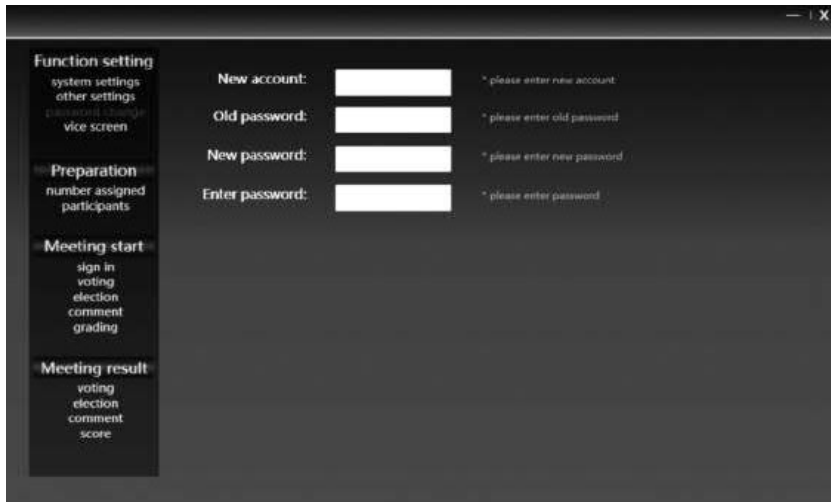 — | X
Function setting
system settings
other settings
password change
vice screen
Preparation
number assigned
participants
Meeting start
sign in
voting
election
comment
grading
Meeting result
voting
election
comment
score
New account: * please enter new account
Old password: * please enter old password
New password: * please enter new password
Enter password: * please enter password